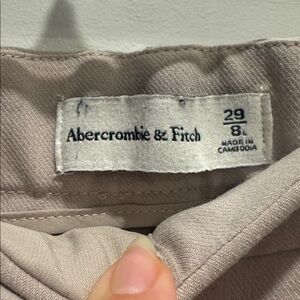 Abercrombie & Fitch
29
8L
MADE IN
CAMBODIA